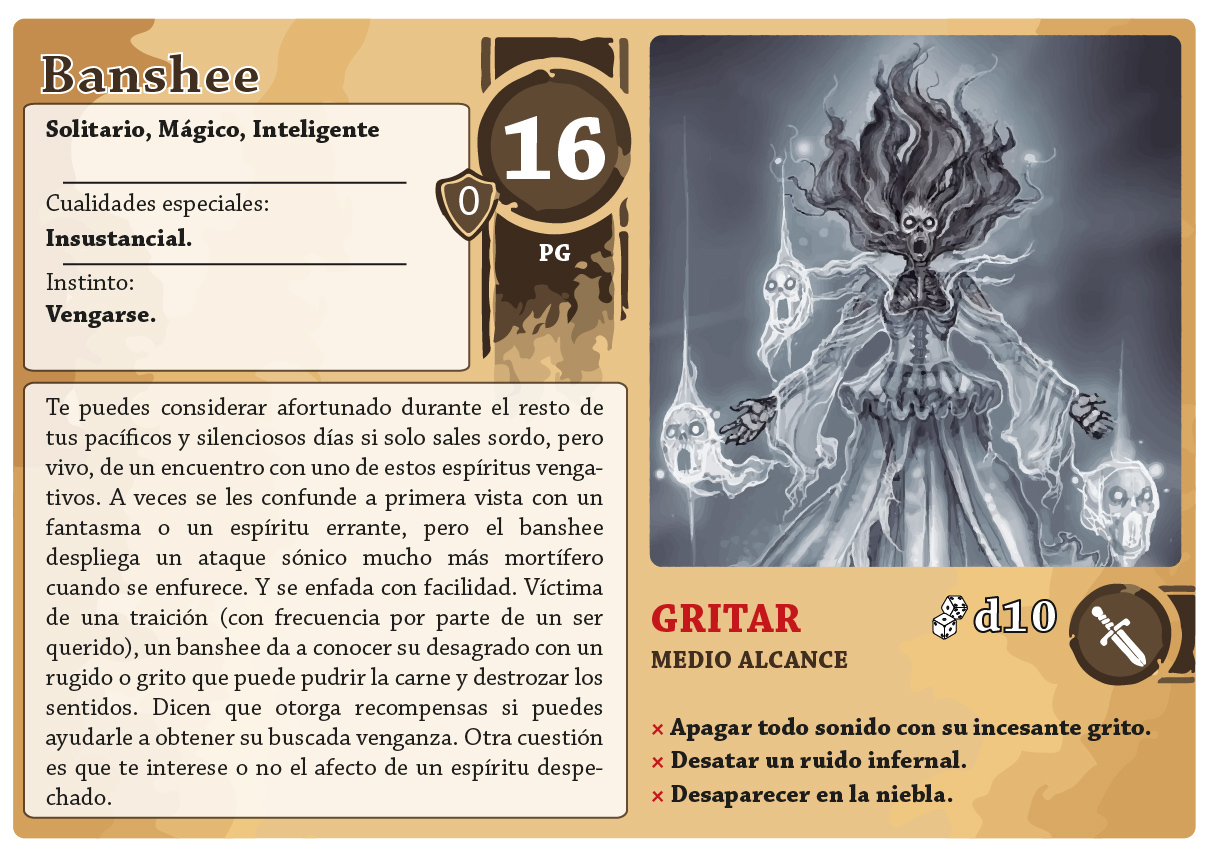 Banshee
Solitario, Mágico, Inteligente
Cualidades especiales:
Insustancial.
Instinto:
Vengarse.
16
0
PG
Te puedes considerar afortunado durante el resto de
tus pacíficos y silenciosos días si solo sales sordo, pero
vivo, de un encuentro con uno de estos espíritus venga-
tivos. A veces se les confunde a primera vista con un
fantasma o un espíritu errante, pero el banshee
despliega un ataque sónico mucho más mortífero
cuando se enfurece. Y se enfada con facilidad. Víctima
de una traición (con frecuencia por parte de un ser
querido), un banshee da a conocer su desagrado con un
rugido o grito que puede pudrir la carne y destrozar los
sentidos. Dicen que otorga recompensas si puedes
ayudarle a obtener su buscada venganza. Otra cuestión
es que te interese o no el afecto de un espíritu despe-
chado.
GRITAR
d10
MEDIO ALCANCE
× Apagar todo sonido con su incesante grito.
× Desatar un ruido infernal.
× Desaparecer en la niebla.